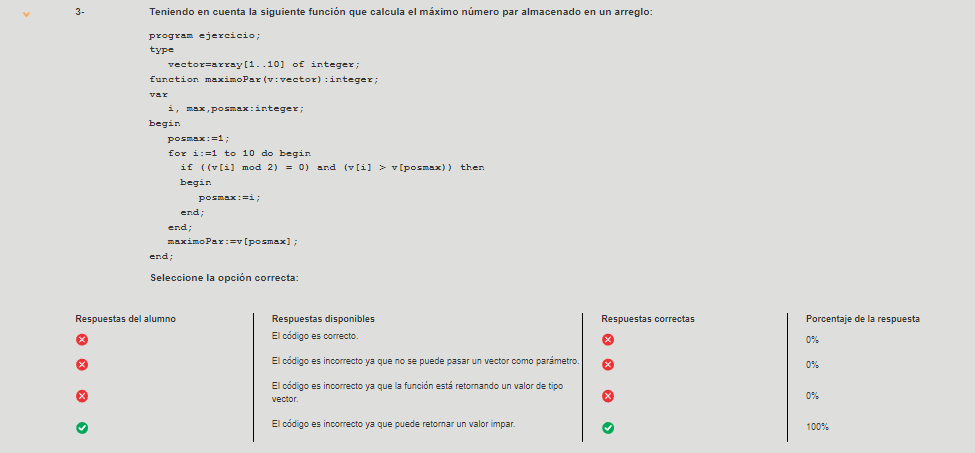 3- Teniendo en cuenta la siguiente función que calcula el máximo número par almacenado en un arreglo:
program ejercicio;
type
vector=array[1..10] of integer;
function maximoPar(v:vector):integer;
var
i, max,posmax:integer;
begin
posmax:=1;
for i:=1 to 10 do begin
if ((v[i] mod 2) = 0) and (v[i] > v[posmax)) then
begin
posmax:=i;
end;
end;
maximoPar:=v[posmax];
end;
Seleccione la opción correcta:
Respuestas del alumno Respuestas disponibles Respuestas correctas Porcentaje de la respuesta
El código es correcto. 0%
El código es incorrecto ya que no se puede pasar un vector como parámetro. 0%
El código es incorrecto ya que la función está retornando un valor de tipo
vector. 0%
El código es incorrecto ya que puede retornar un valor impar. 100%